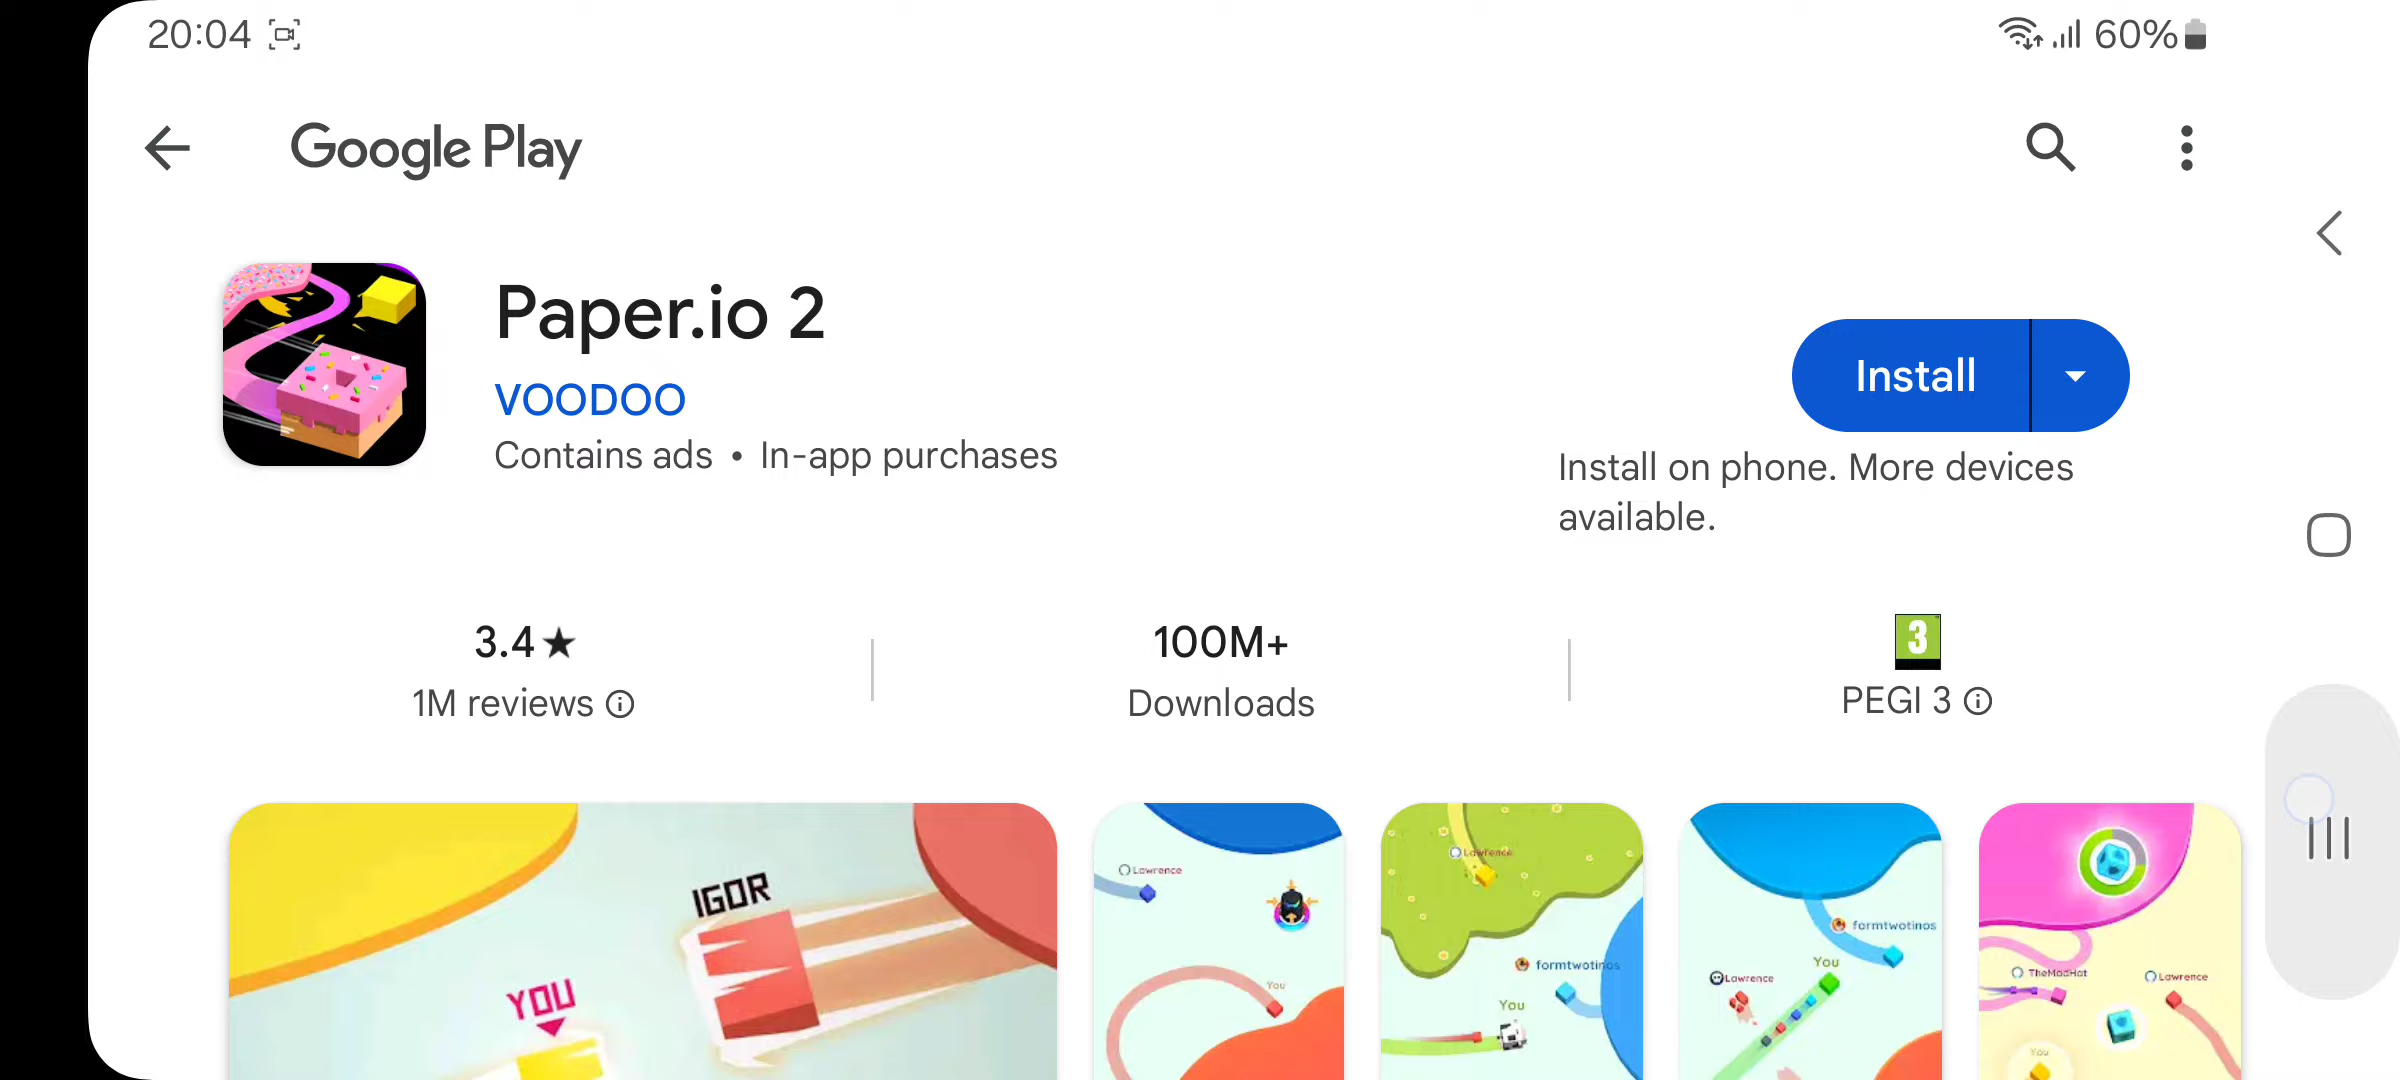 20:04
60%
Google Play
Paper.io 2
VOODOO
Contains ads • In-app purchases
Install
Install on phone. More devices
available.
3.4★
1M reviews
100M+
Downloads
3
PEGI 3
IGOR
YOU
Lawrence
You
Lawrence
formtwotinos
You
formtwotinos
Lawrence
You
TheModHat
Lawrence
You